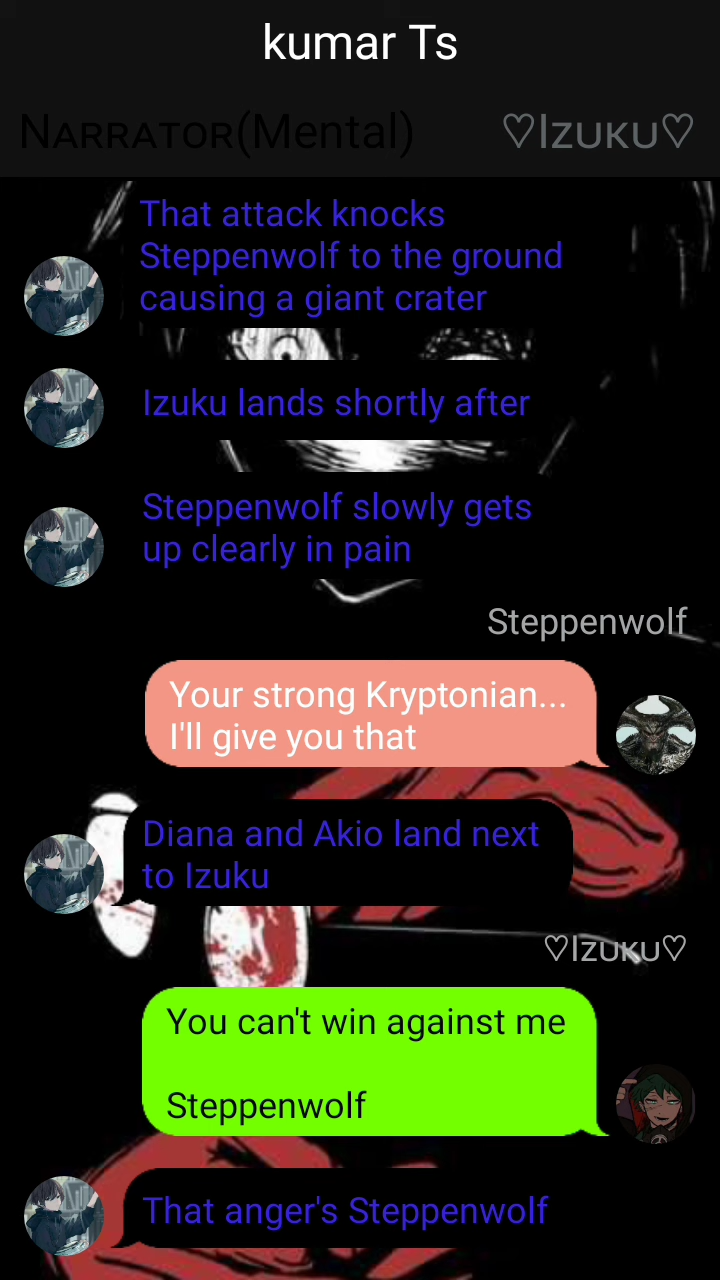 kumar Ts
Narrator(Mental)
♡Izuku♡
That attack knocks
Steppenwolf to the ground
causing a giant crater
Izuku lands shortly after
Steppenwolf slowly gets
up clearly in pain
Steppenwolf
Your strong Kryptonian...
I'll give you that
Diana and Akio land next
to Izuku
♡Izuku♡
You can't win against me
Steppenwolf
That anger's Steppenwolf